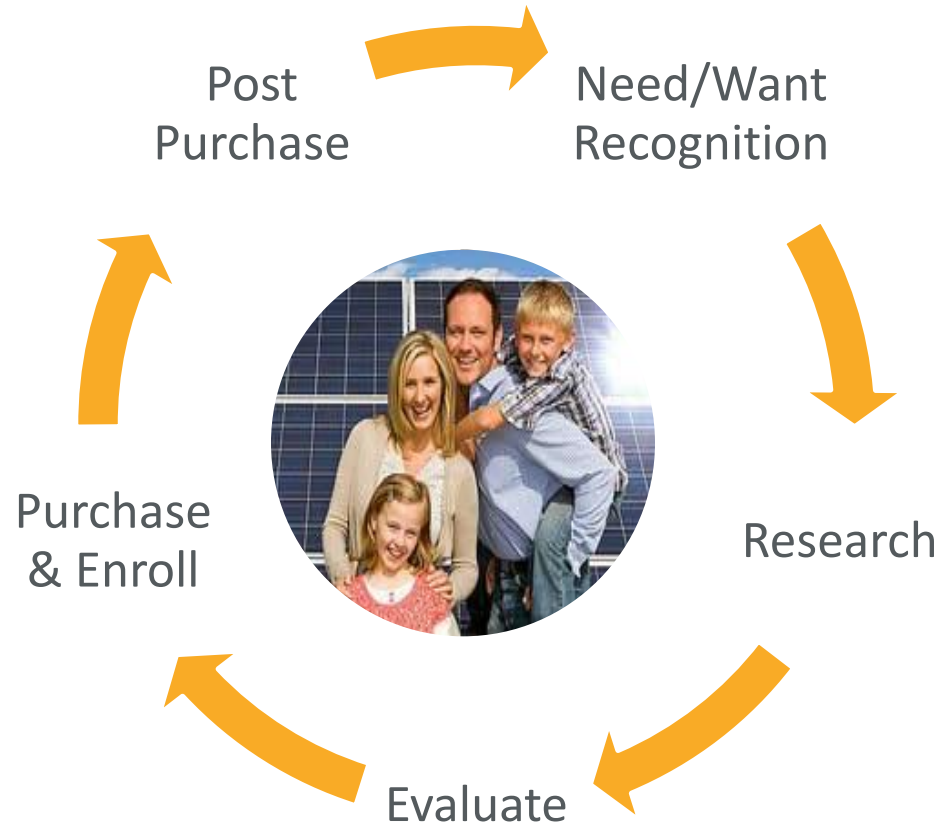 Post
Purchase
Need/Want
Recognition
Purchase
& Enroll
Research
Evaluate